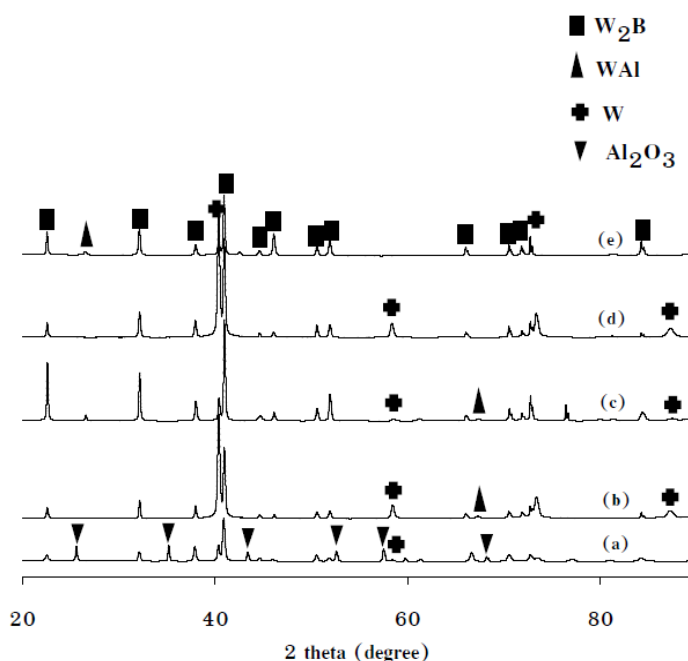 W₂B
WAl
W
Al₂O₃
(e)
(d)
(c)
(b)
(a)
20 40 60 80
2 theta (degree)